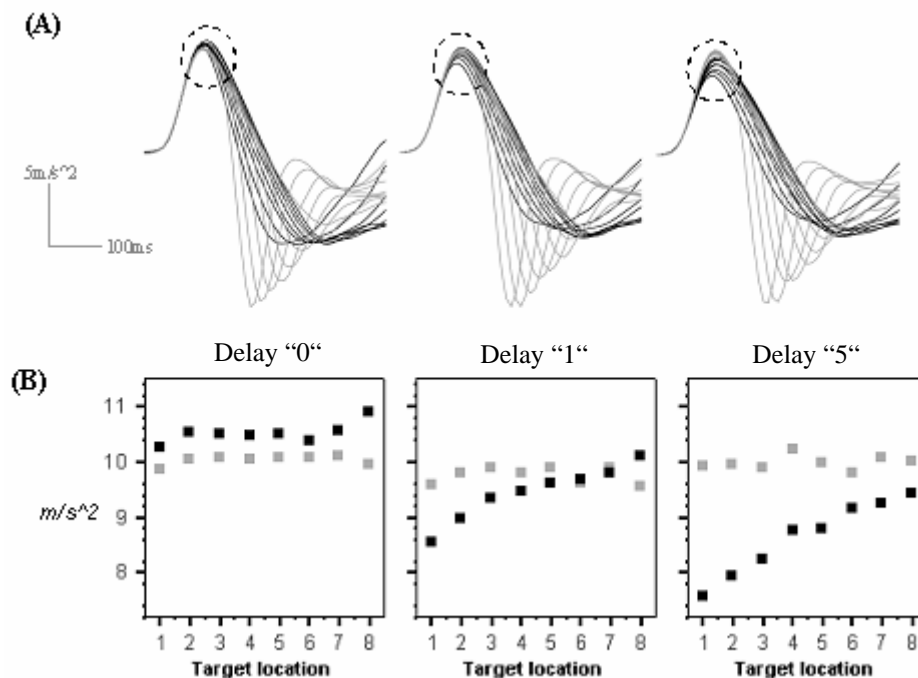 (A)
5m/s^2
100ms
Delay “0“
Delay “1“
Delay “5“
(B)
11
10
9
8
m/s^2
1 2 3 4 5 6 7 8
1 2 3 4 5 6 7 8
1 2 3 4 5 6 7 8
Target location
Target location
Target location